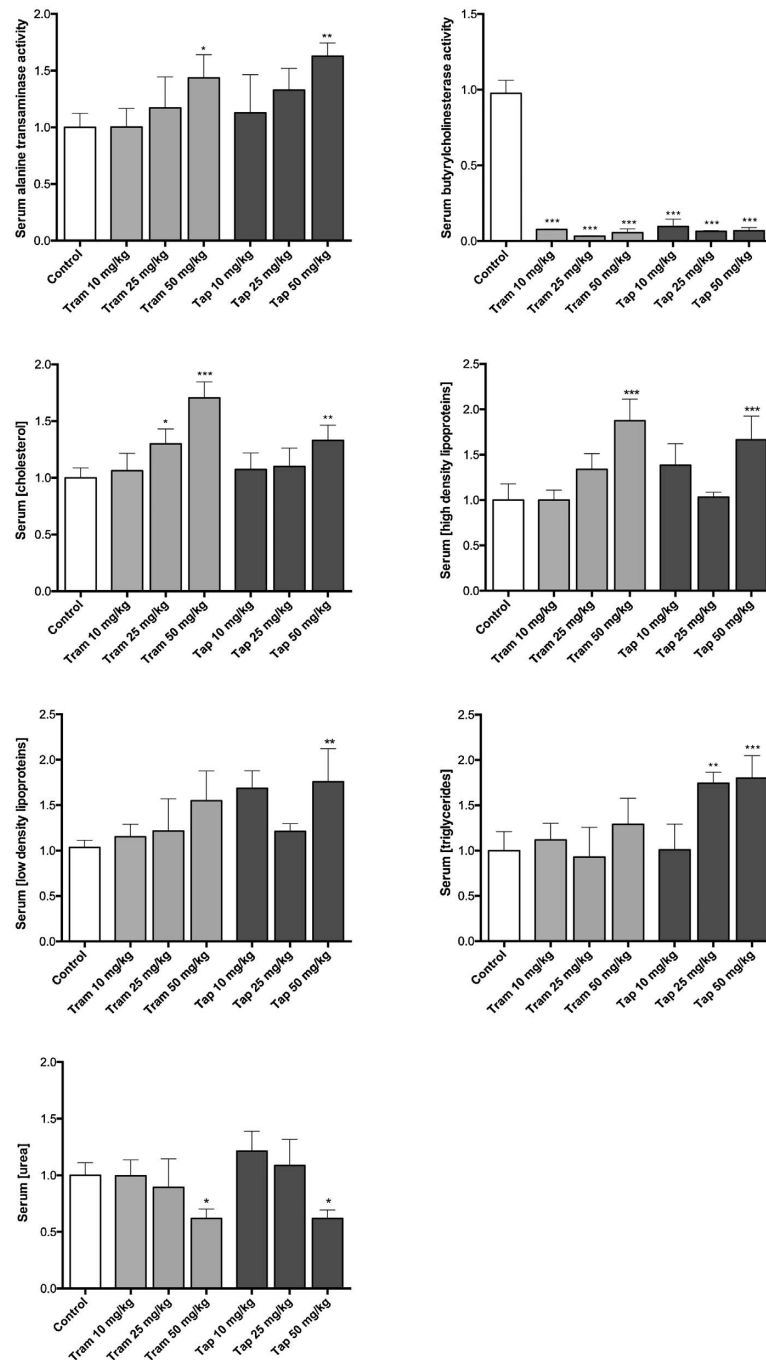 Serum alanine transaminase activity
2.0
1.5
1.0
0.5
0.0
*
**
Control
Tram 10 mg/kg
Tram 25 mg/kg
Tram 50 mg/kg
Tap 10 mg/kg
Tap 25 mg/kg
Tap 50 mg/kg
Serum butyrylcholinesterase activity
1.5
1.0
0.5
0.0
***
***
***
***
***
***
Control
Tram 10 mg/kg
Tram 25 mg/kg
Tram 50 mg/kg
Tap 10 mg/kg
Tap 25 mg/kg
Tap 50 mg/kg
Serum [cholesterol]
2.0
1.5
1.0
0.5
0.0
*
***
**
Control
Tram 10 mg/kg
Tram 25 mg/kg
Tram 50 mg/kg
Tap 10 mg/kg
Tap 25 mg/kg
Tap 50 mg/kg
Serum [high density lipoproteins]
2.5
2.0
1.5
1.0
0.5
0.0
***
***
Control
Tram 10 mg/kg
Tram 25 mg/kg
Tram 50 mg/kg
Tap 10 mg/kg
Tap 25 mg/kg
Tap 50 mg/kg
Serum [low density lipoproteins]
2.5
2.0
1.5
1.0
0.5
0.0
**
Control
Tram 10 mg/kg
Tram 25 mg/kg
Tram 50 mg/kg
Tap 10 mg/kg
Tap 25 mg/kg
Tap 50 mg/kg
Serum [triglycerides]
2.5
2.0
1.5
1.0
0.5
0.0
**
***
Control
Tram 10 mg/kg
Tram 25 mg/kg
Tram 50 mg/kg
Tap 10 mg/kg
Tap 25 mg/kg
Tap 50 mg/kg
Serum [urea]
2.0
1.5
1.0
0.5
0.0
*
*
Control
Tram 10 mg/kg
Tram 25 mg/kg
Tram 50 mg/kg
Tap 10 mg/kg
Tap 25 mg/kg
Tap 50 mg/kg